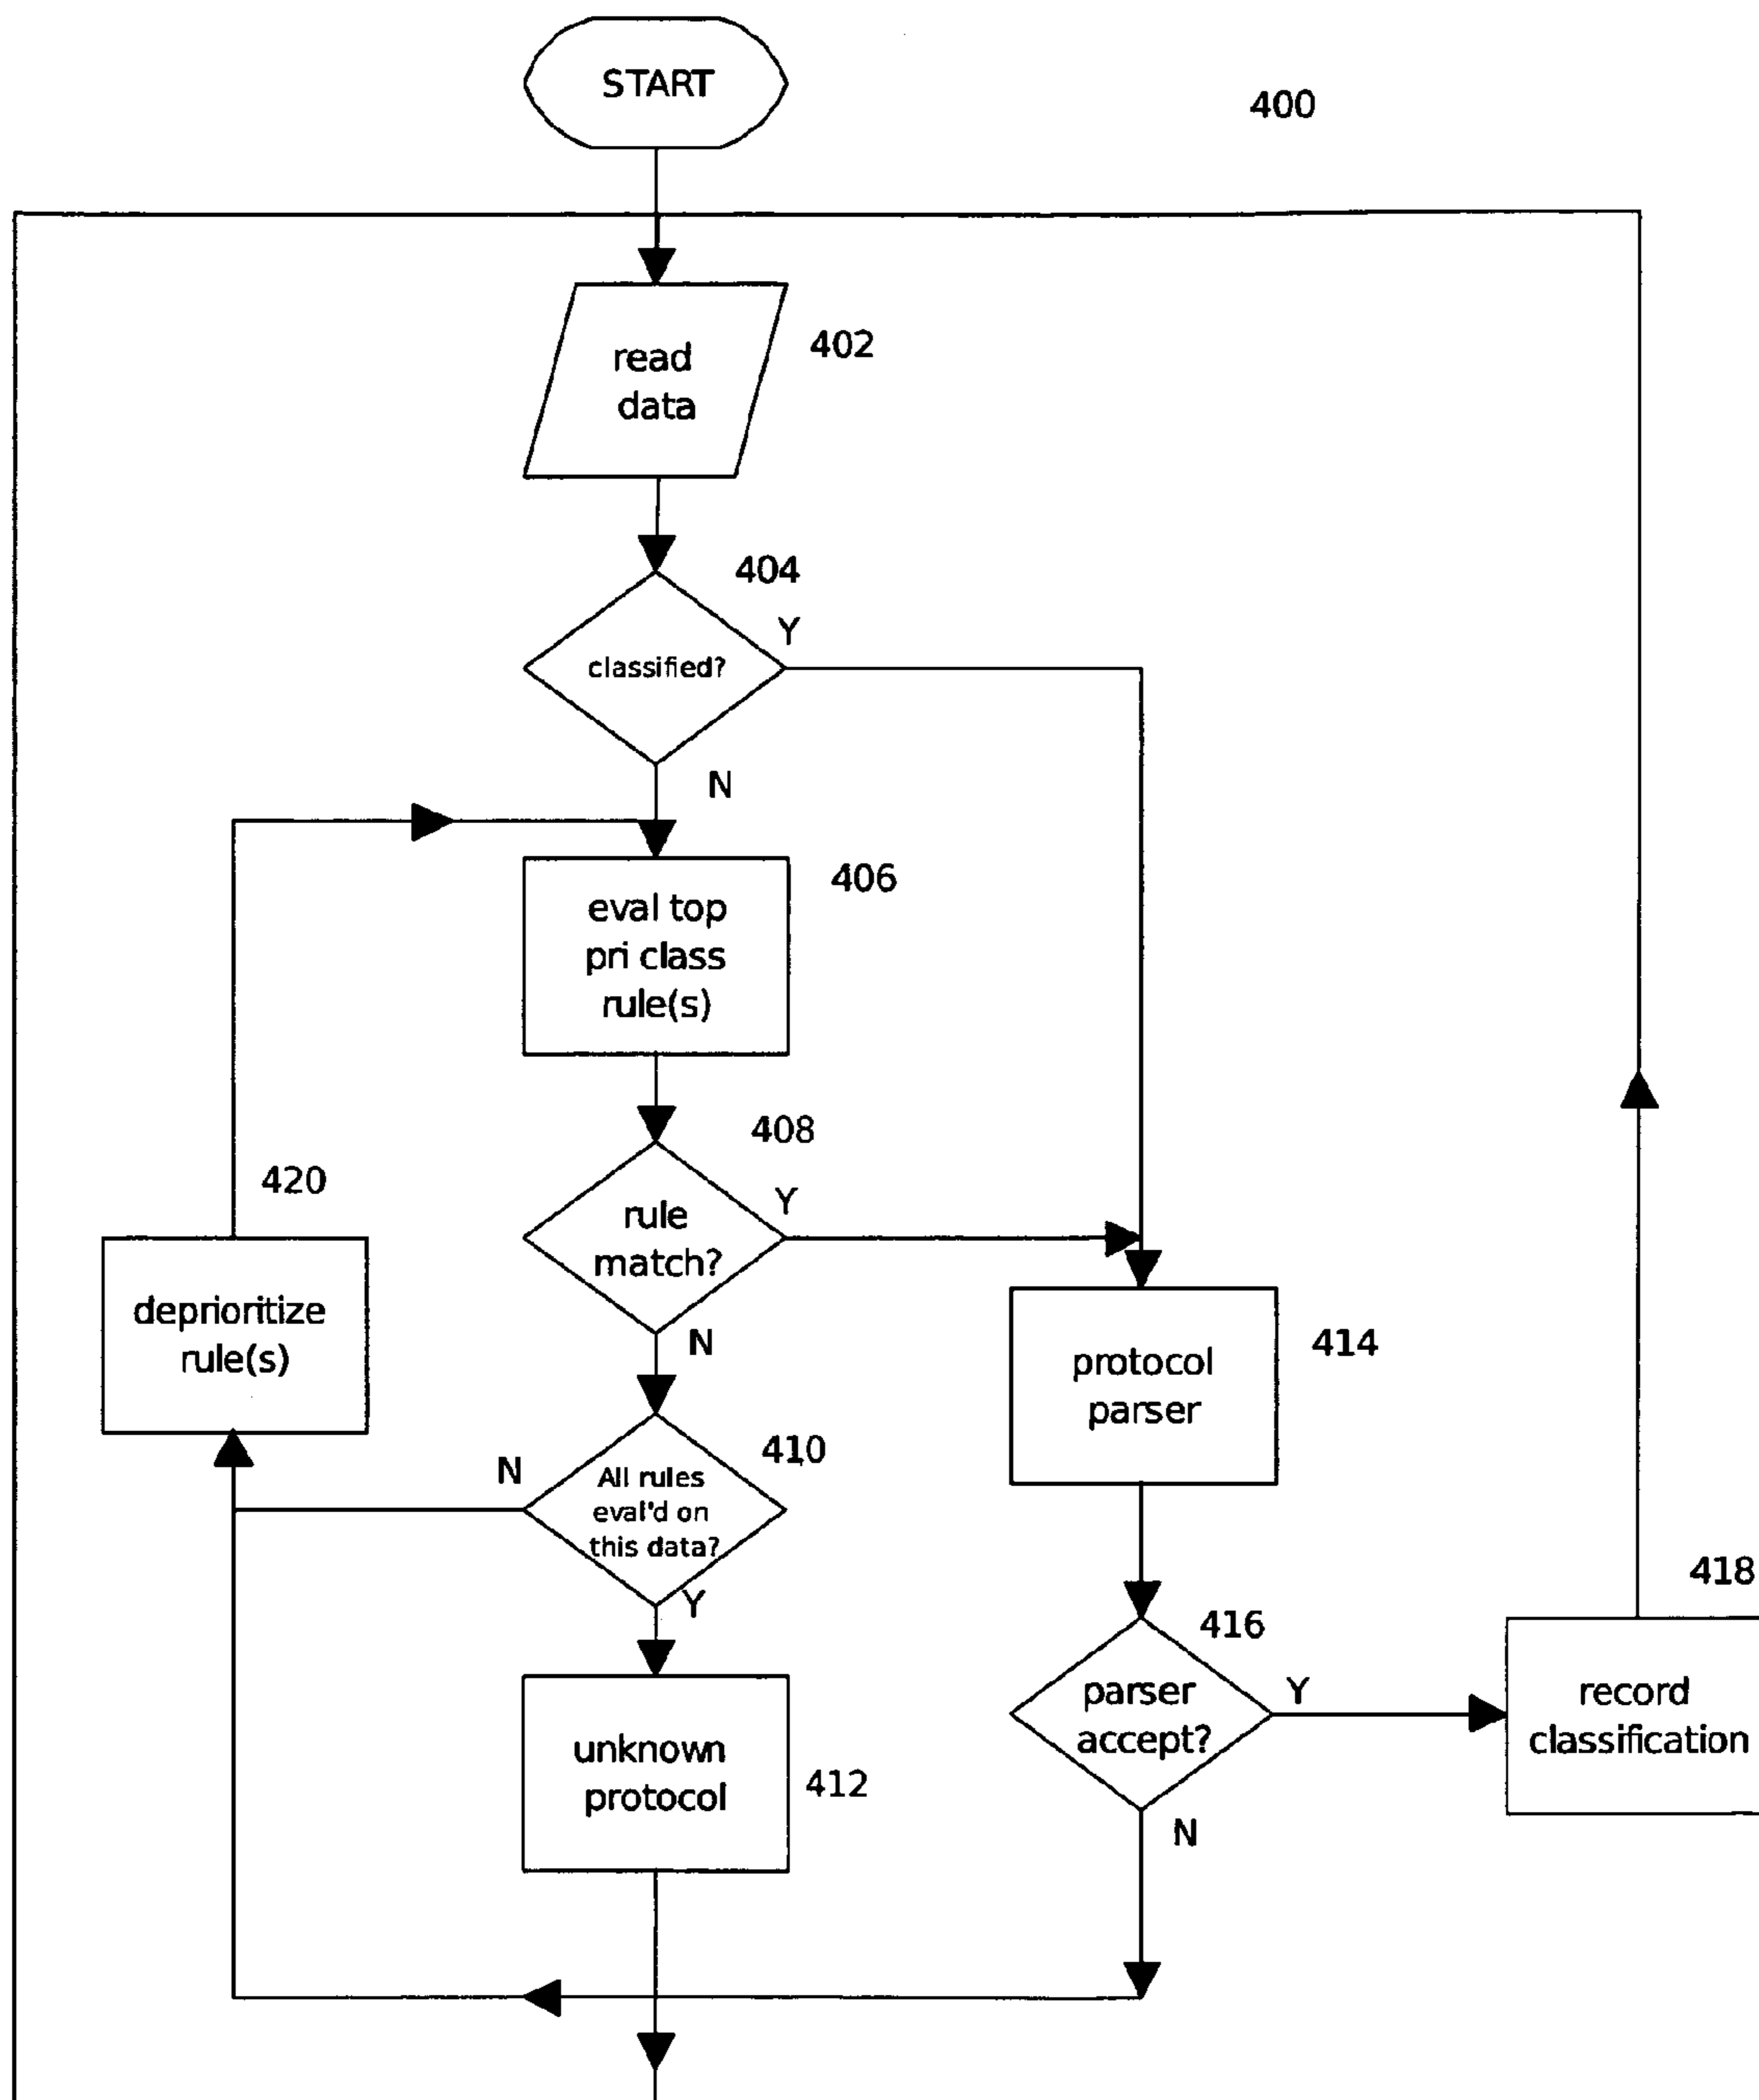 START
400
read
data
402
404
Y
classified?
N
406
eval top
pri class
rule(s)
408
Y
rule
match?
N
420
deprioritize
rule(s)
414
protocol
parser
410
N
All rules
eval'd on
this data?
Y
416
parser
accept?
Y
N
418
record
classification
unknown
protocol
412